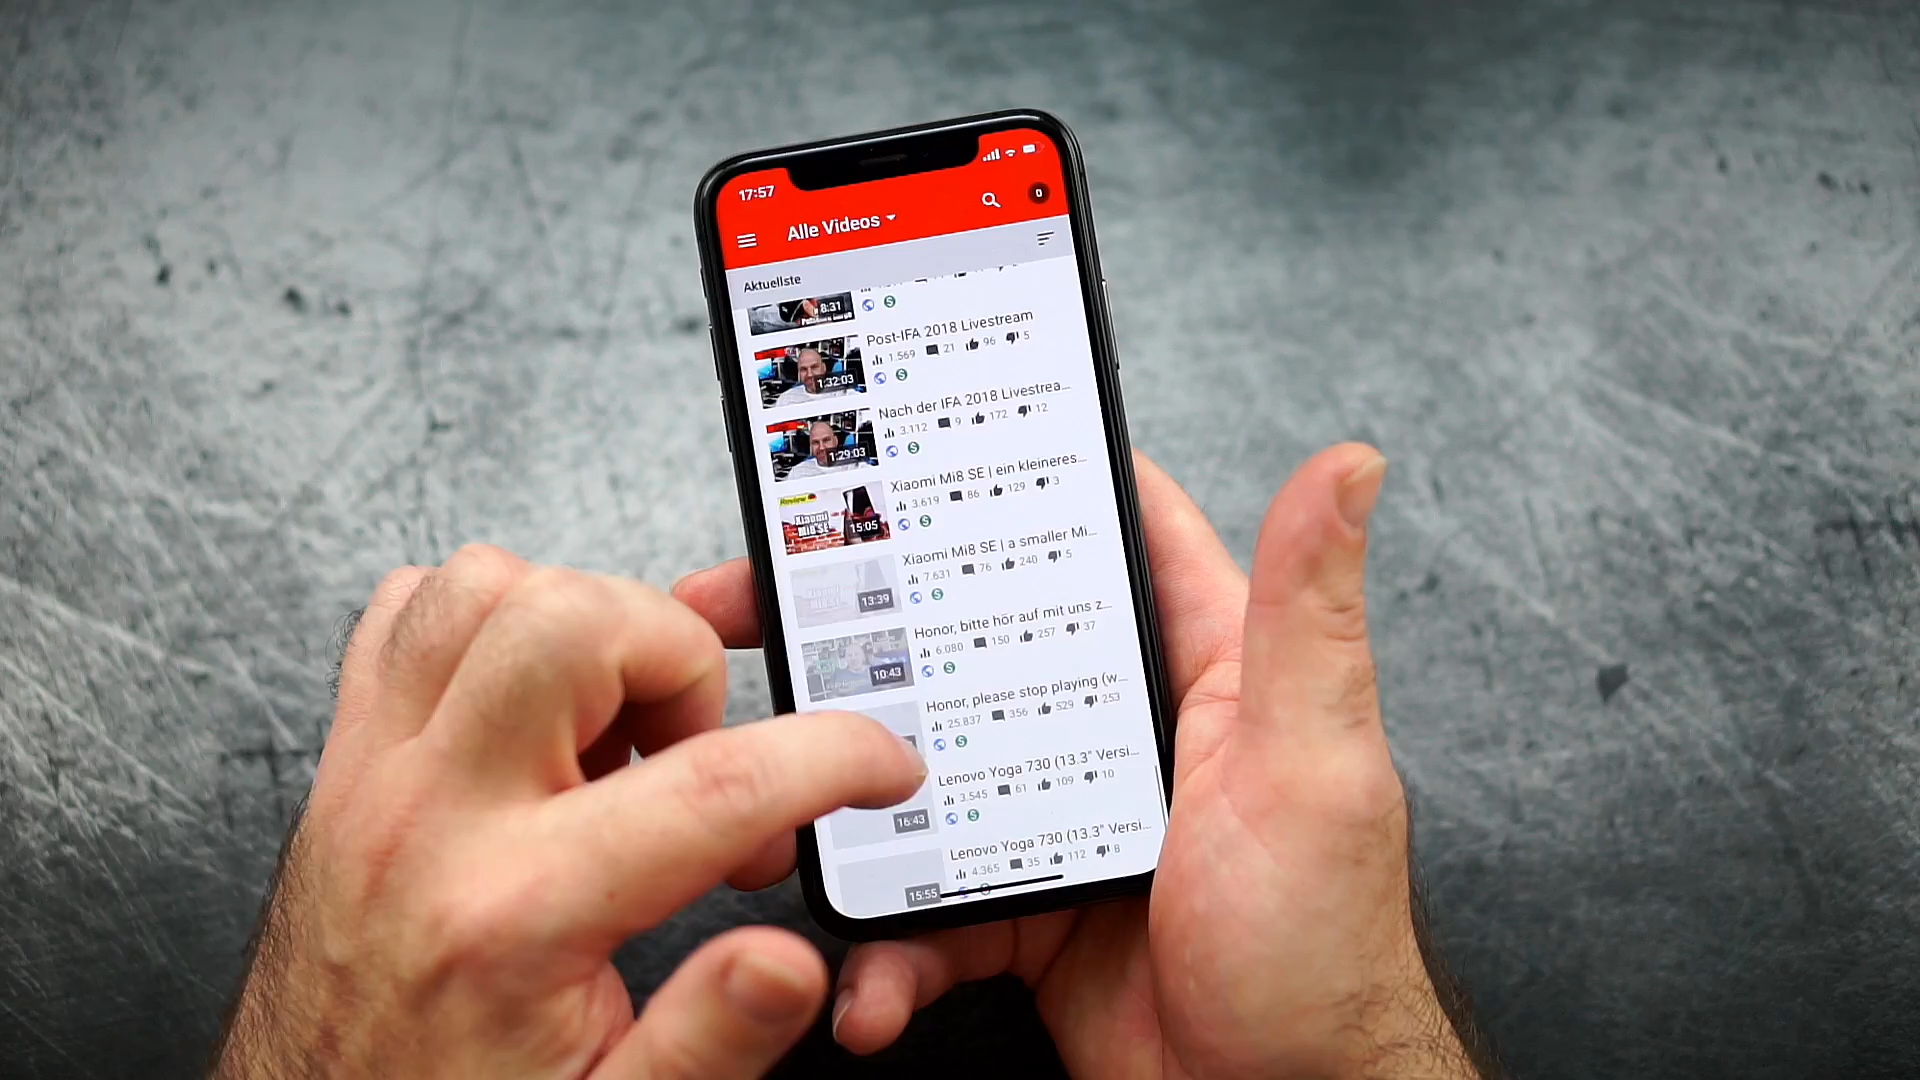 17:57
0
Alle Videos
Aktuellste
8:31
Post-IFA 2018 Livestream
1.569 21 96 5
1:32:03
Nach der IFA 2018 Livestrea...
3.112 9 172 12
1:29:03
Xiaomi Mi8 SE | ein kleineres...
3.619 86 129 3
Review
Xiaomi
Mi8 SE
15:05
Xiaomi Mi8 SE | a smaller Mi...
7.631 76 240 5
13:39
Honor, bitte hör auf mit uns z...
6.080 150 257 37
10:43
Honor, please stop playing (w...
25.837 356 529 253
Lenovo Yoga 730 (13.3" Versi...
3.545 61 109 10
16:43
Lenovo Yoga 730 (13.3" Versi...
4.365 35 112 8
15:55